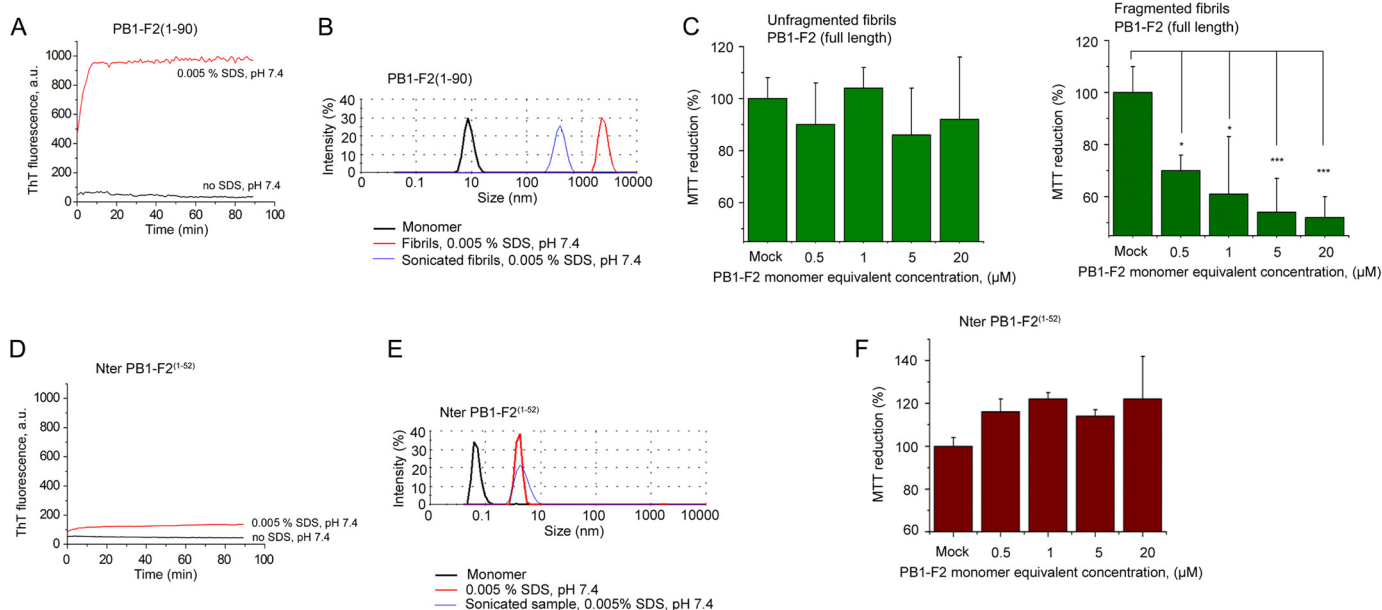 A
PB1-F2(1-90)
ThT fluorescence, a.u.
1000
800
600
400
200
0
0.005 % SDS, pH 7.4
no SDS, pH 7.4
0 20 40 60 80 100
Time (min)
B
PB1-F2(1-90)
Intensity (%)
40
30
20
10
0
0 0.1 10 100 1000 10000
Size (nm)
Monomer
Fibrils, 0.005 % SDS, pH 7.4
Sonicated fibrils, 0.005 % SDS, pH 7.4
C
Unfragmented fibrils
PB1-F2 (full length)
MTT reduction (%)
120
100
80
60
Mock 0.5 1 5 20
PB1-F2 monomer equivalent concentration, (µM)
Fragmented fibrils
PB1-F2 (full length)
MTT reduction (%)
120
100
80
60
* * *** ***
Mock 0.5 1 5 20
PB1-F2 monomer equivalent concentration, (µM)
D
Nter PB1-F2(1-52)
ThT fluorescence, a.u.
1000
800
600
400
200
0
0.005 % SDS, pH 7.4
no SDS, pH 7.4
0 20 40 60 80 100
Time (min)
E
Nter PB1-F2(1-52)
Intensity (%)
40
30
20
10
0
0 0.1 10 100 1000 10000
Size (nm)
Monomer
0.005 % SDS, pH 7.4
Sonicated sample, 0.005% SDS, pH 7.4
F
Nter PB1-F2(1-52)
MTT reduction (%)
140
120
100
80
60
Mock 0.5 1 5 20
PB1-F2 monomer equivalent concentration, (µM)